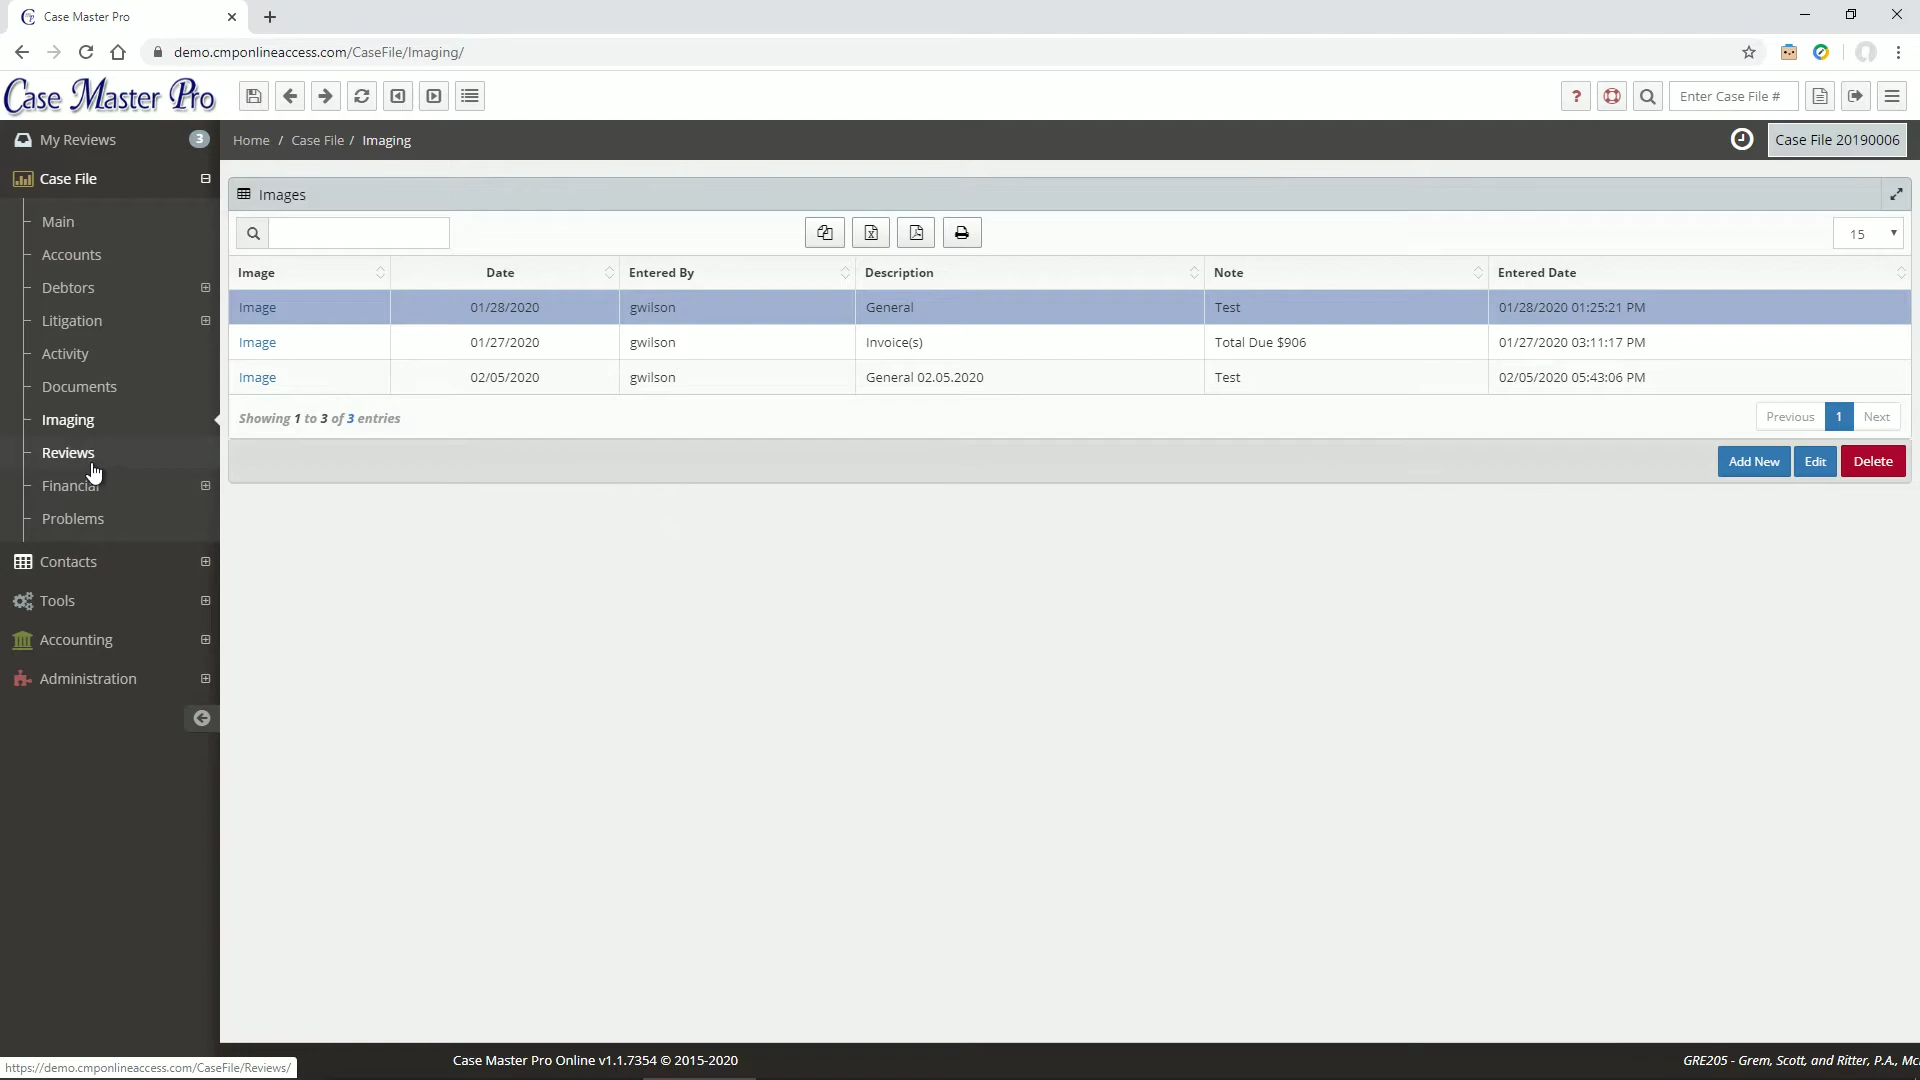 Case Master Pro
demo.cmponlineaccess.com/CaseFile/Imaging/
Case Master Pro
? Enter Case File #
My Reviews 3
Home / Case File / Imaging
Case File 20190006
Case File
Images
Main
15
Accounts
Image Date Entered By Description Note Entered Date
Debtors
Image 01/28/2020 gwilson General Test 01/28/2020 01:25:21 PM
Litigation
Image 01/27/2020 gwilson Invoice(s) Total Due $906 01/27/2020 03:11:17 PM
Activity
Image 02/05/2020 gwilson General 02.05.2020 Test 02/05/2020 05:43:06 PM
Documents
Imaging
Showing 1 to 3 of 3 entries
Previous 1 Next
Reviews
Add New Edit Delete
Financial
Problems
Contacts
Tools
Accounting
Administration
Case Master Pro Online v1.1.7354 © 2015-2020
GRE205 - Grem, Scott, and Ritter, P.A., Mc
https://demo.cmponlineaccess.com/CaseFile/Reviews/